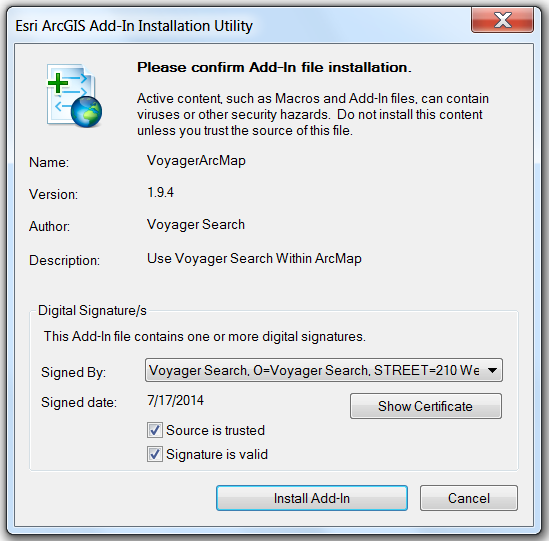 Esri ArcGIS Add-In Installation Utility
Please confirm Add-In file installation.
Active content, such as Macros and Add-In files, can contain
viruses or other security hazards. Do not install this content
unless you trust the source of this file.
Name: VoyagerArcMap
Version: 1.9.4
Author: Voyager Search
Description: Use Voyager Search Within ArcMap
Digital Signature/s
This Add-In file contains one or more digital signatures.
Signed By: Voyager Search, O=Voyager Search, STREET=210 We
Signed date: 7/17/2014 Show Certificate
Source is trusted
Signature is valid
Install Add-In Cancel